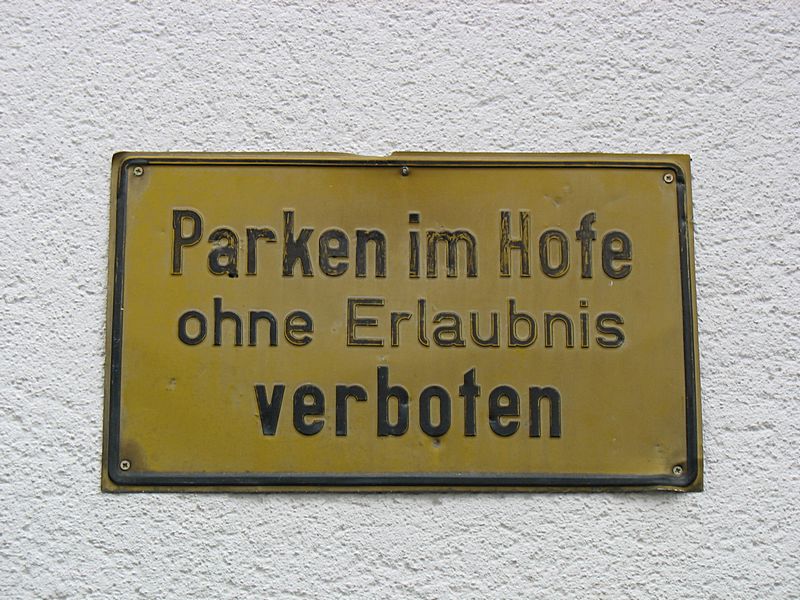 Parken im Hofe
ohne Erlaubnis
verboten